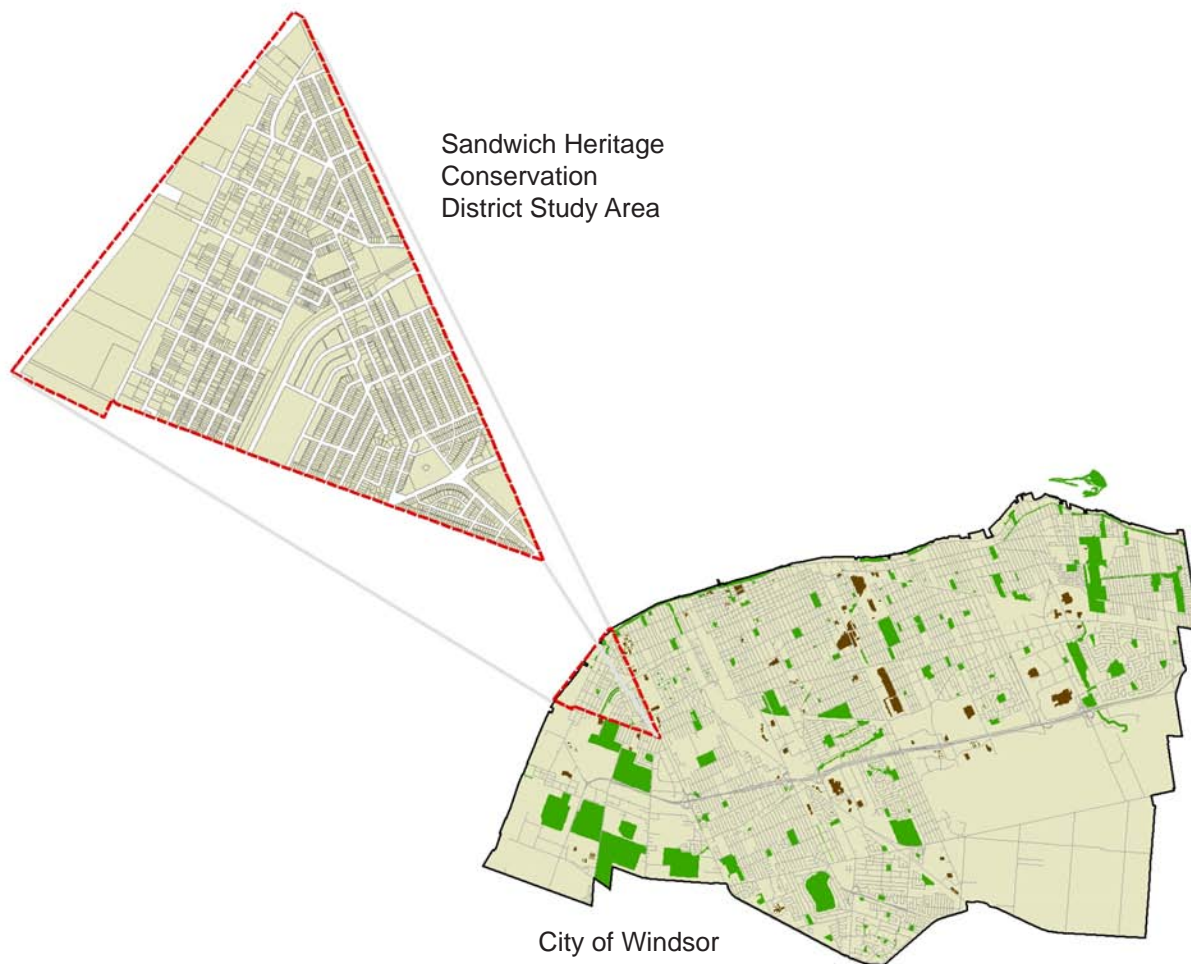 Sandwich Heritage
Conservation
District Study Area
City of Windsor